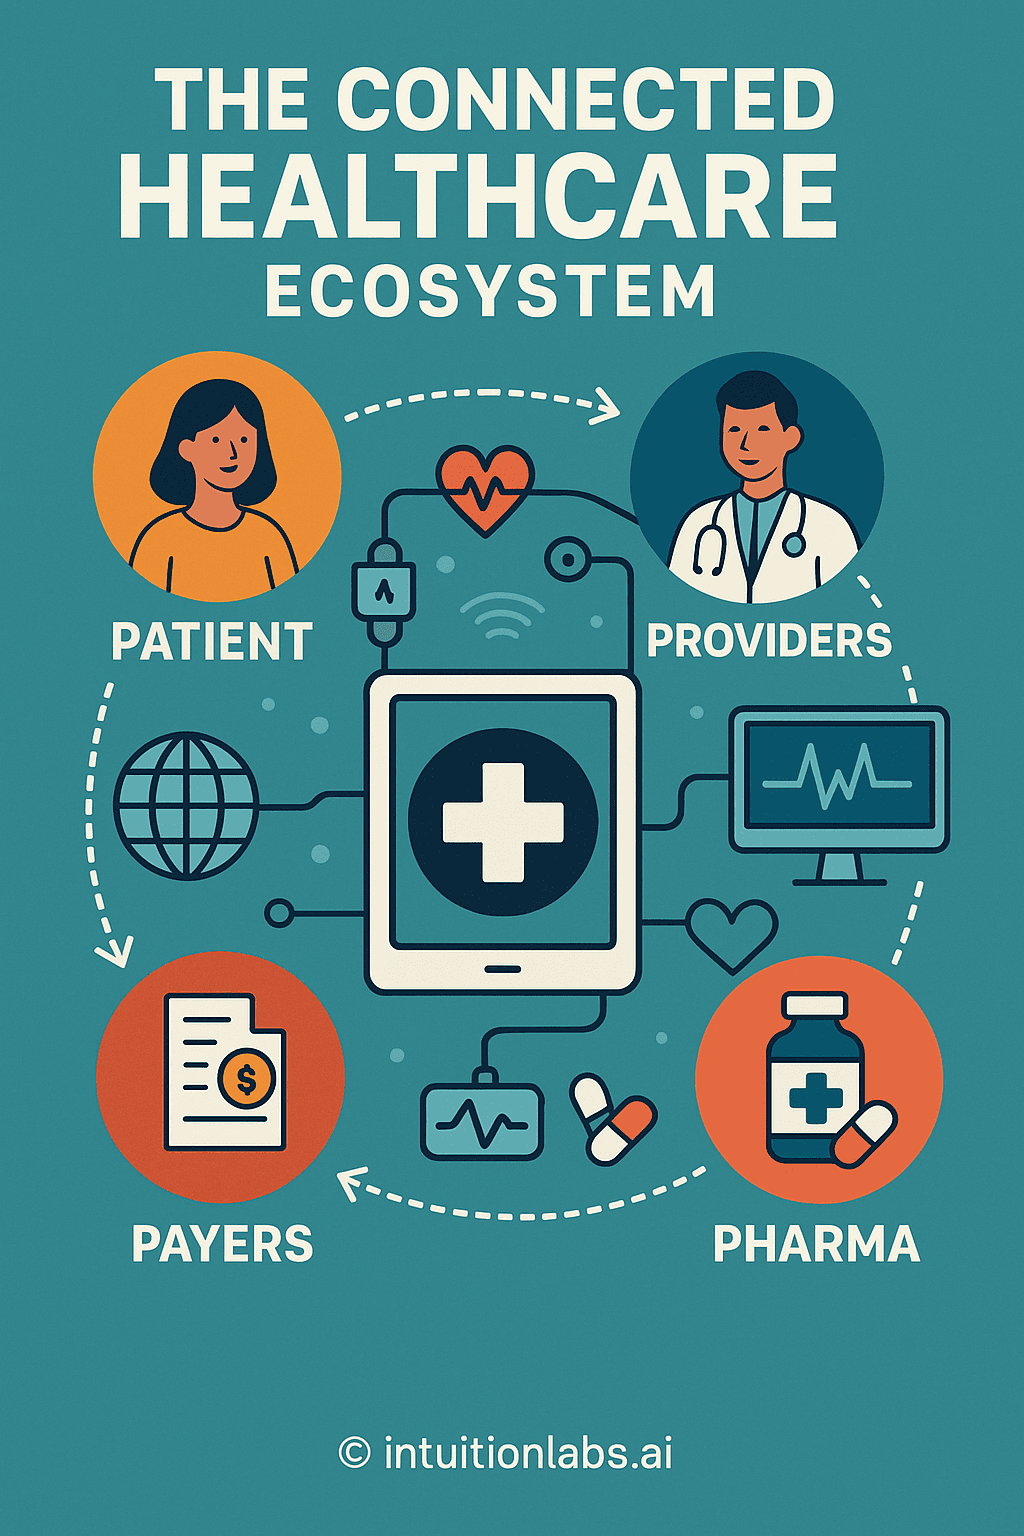 THE CONNECTED
HEALTHCARE
ECOSYSTEM
PATIENT
PROVIDERS
$
PAYERS
PHARMA
© intuitionlabs.ai